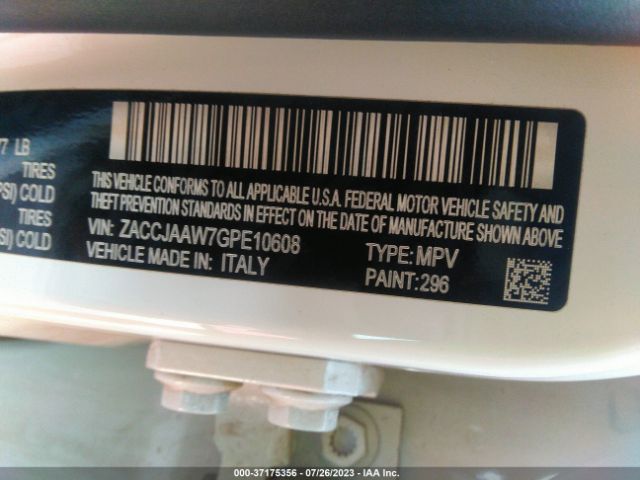 7 LB
TIRES
PSI) COLD
TIRES
SI) COLD
THIS VEHICLE CONFORMS TO ALL APPLICABLE U.S.A. FEDERAL MOTOR VEHICLE SAFETY AND
THEFT PREVENTION STANDARDS IN EFFECT ON THE DATE OF MANUFACTURE SHOWN ABOVE
VIN: ZACCJAAW7GPE10608 TYPE: MPV
VEHICLE MADE IN: ITALY PAINT: 296
000-37175356 - 07/26/2023 - IAA Inc.